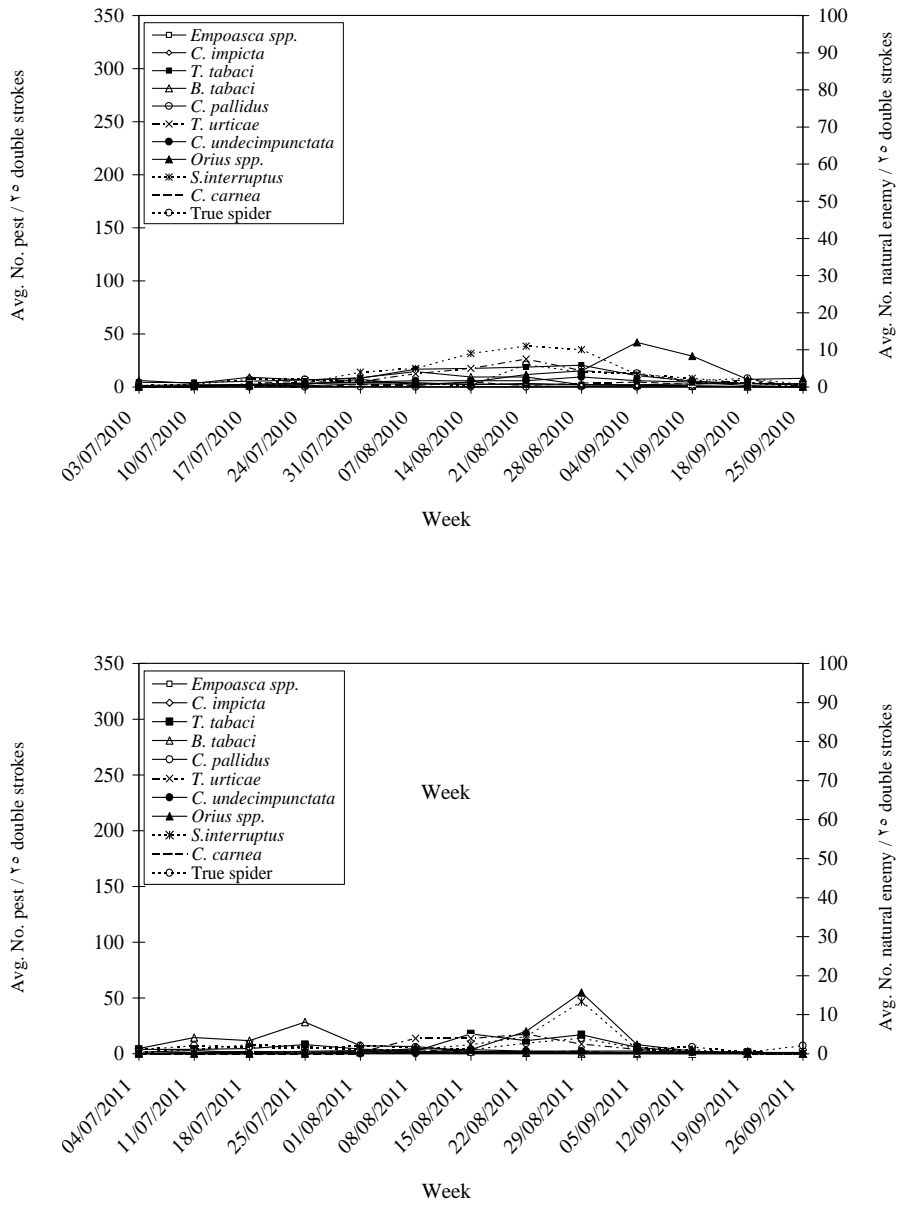 350
300
250
200
150
100
50
0
Avg. No. pest / ٢٥ double strokes
Empoasca spp.
C. impicta
T. tabaci
B. tabaci
C. pallidus
T. urticae
C. undecimpunctata
Orius spp.
S.interruptus
C. carnea
True spider
100
90
80
70
60
50
40
30
20
10
0
Avg. No. natural enemy / ٢٥ double strokes
03/07/2010
10/07/2010
17/07/2010
24/07/2010
31/07/2010
07/08/2010
14/08/2010
21/08/2010
28/08/2010
04/09/2010
11/09/2010
18/09/2010
25/09/2010
Week
350
300
250
200
150
100
50
0
Avg. No. pest / ٢٥ double strokes
Empoasca spp.
C. impicta
T. tabaci
B. tabaci
C. pallidus
T. urticae
C. undecimpunctata
Orius spp.
S.interruptus
C. carnea
True spider
Week
100
90
80
70
60
50
40
30
20
10
0
Avg. No. natural enemy / ٢٥ double strokes
04/07/2011
11/07/2011
18/07/2011
25/07/2011
01/08/2011
08/08/2011
15/08/2011
22/08/2011
29/08/2011
05/09/2011
12/09/2011
19/09/2011
26/09/2011
Week